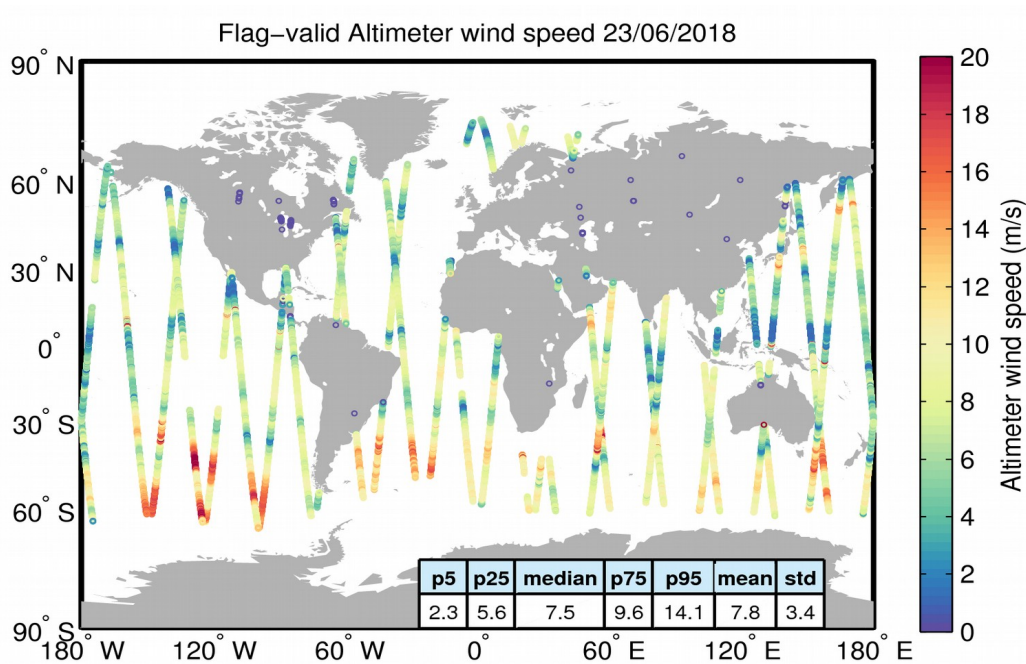 Flag−valid Altimeter wind speed 23/06/2018
90° N
60° N
30° N
0°
30° S
60° S
90° S
180° W 120° W 60° W 0° 60° E 120° E 180° E
p5 p25 median p75 p95 mean std
2.3 5.6 7.5 9.6 14.1 7.8 3.4
20
18
16
14
12
10
8
6
4
2
0
Altimeter wind speed (m/s)